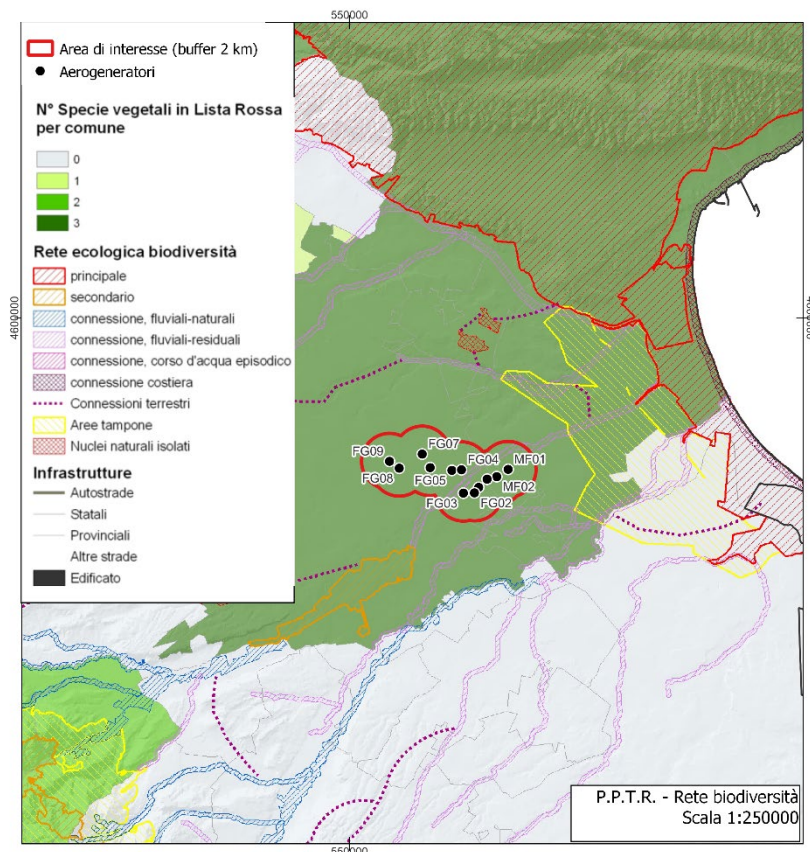 550000
Area di interesse (buffer 2 km)
Aerogeneratori
N° Specie vegetali in Lista Rossa
per comune
0
1
2
3
Rete ecologica biodiversità
principale
secondario
connessione, fluviali-naturali
connessione, fluviali-residuali
connessione, corso d'acqua episodico
connessione costiera
Connessioni terrestri
Aree tampone
Nuclei naturali isolati
Infrastrutture
Autostrade
Statali
Provinciali
Altre strade
Edificato
4600000
4600000
FG07
FG09
FG04
MF01
FG08
FG05
MF02
FG03
FG02
P.P.T.R. - Rete biodiversità
Scala 1:250000
550000